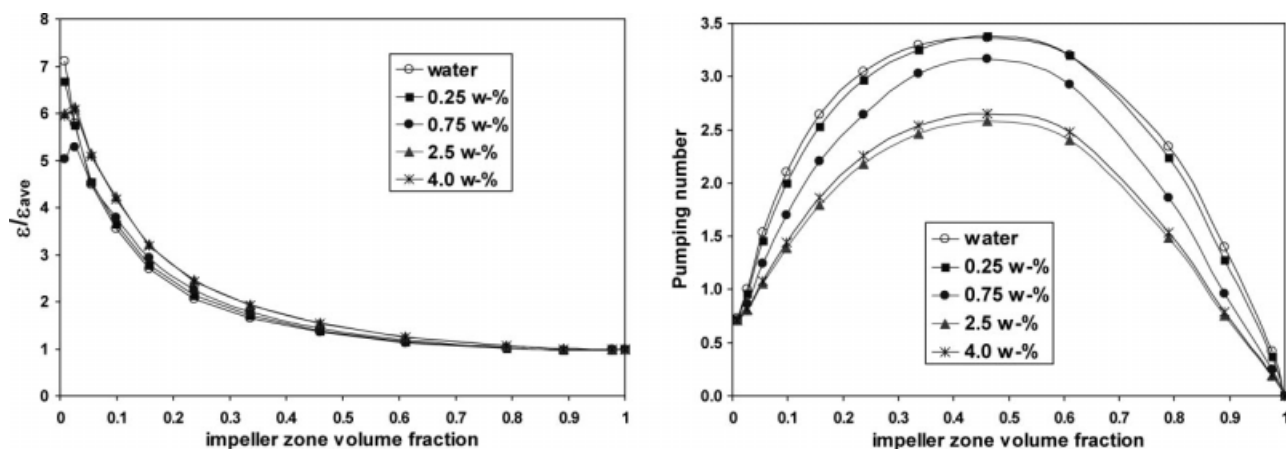 8
7
6
5
4
3
2
1
0
ε/εave
water
0.25 w-%
0.75 w-%
2.5 w-%
4.0 w-%
0 0.1 0.2 0.3 0.4 0.5 0.6 0.7 0.8 0.9 1
impeller zone volume fraction
3.5
3.0
2.5
2.0
1.5
1.0
0.5
0.0
Pumping number
water
0.25 w-%
0.75 w-%
2.5 w-%
4.0 w-%
0 0.1 0.2 0.3 0.4 0.5 0.6 0.7 0.8 0.9 1
impeller zone volume fraction